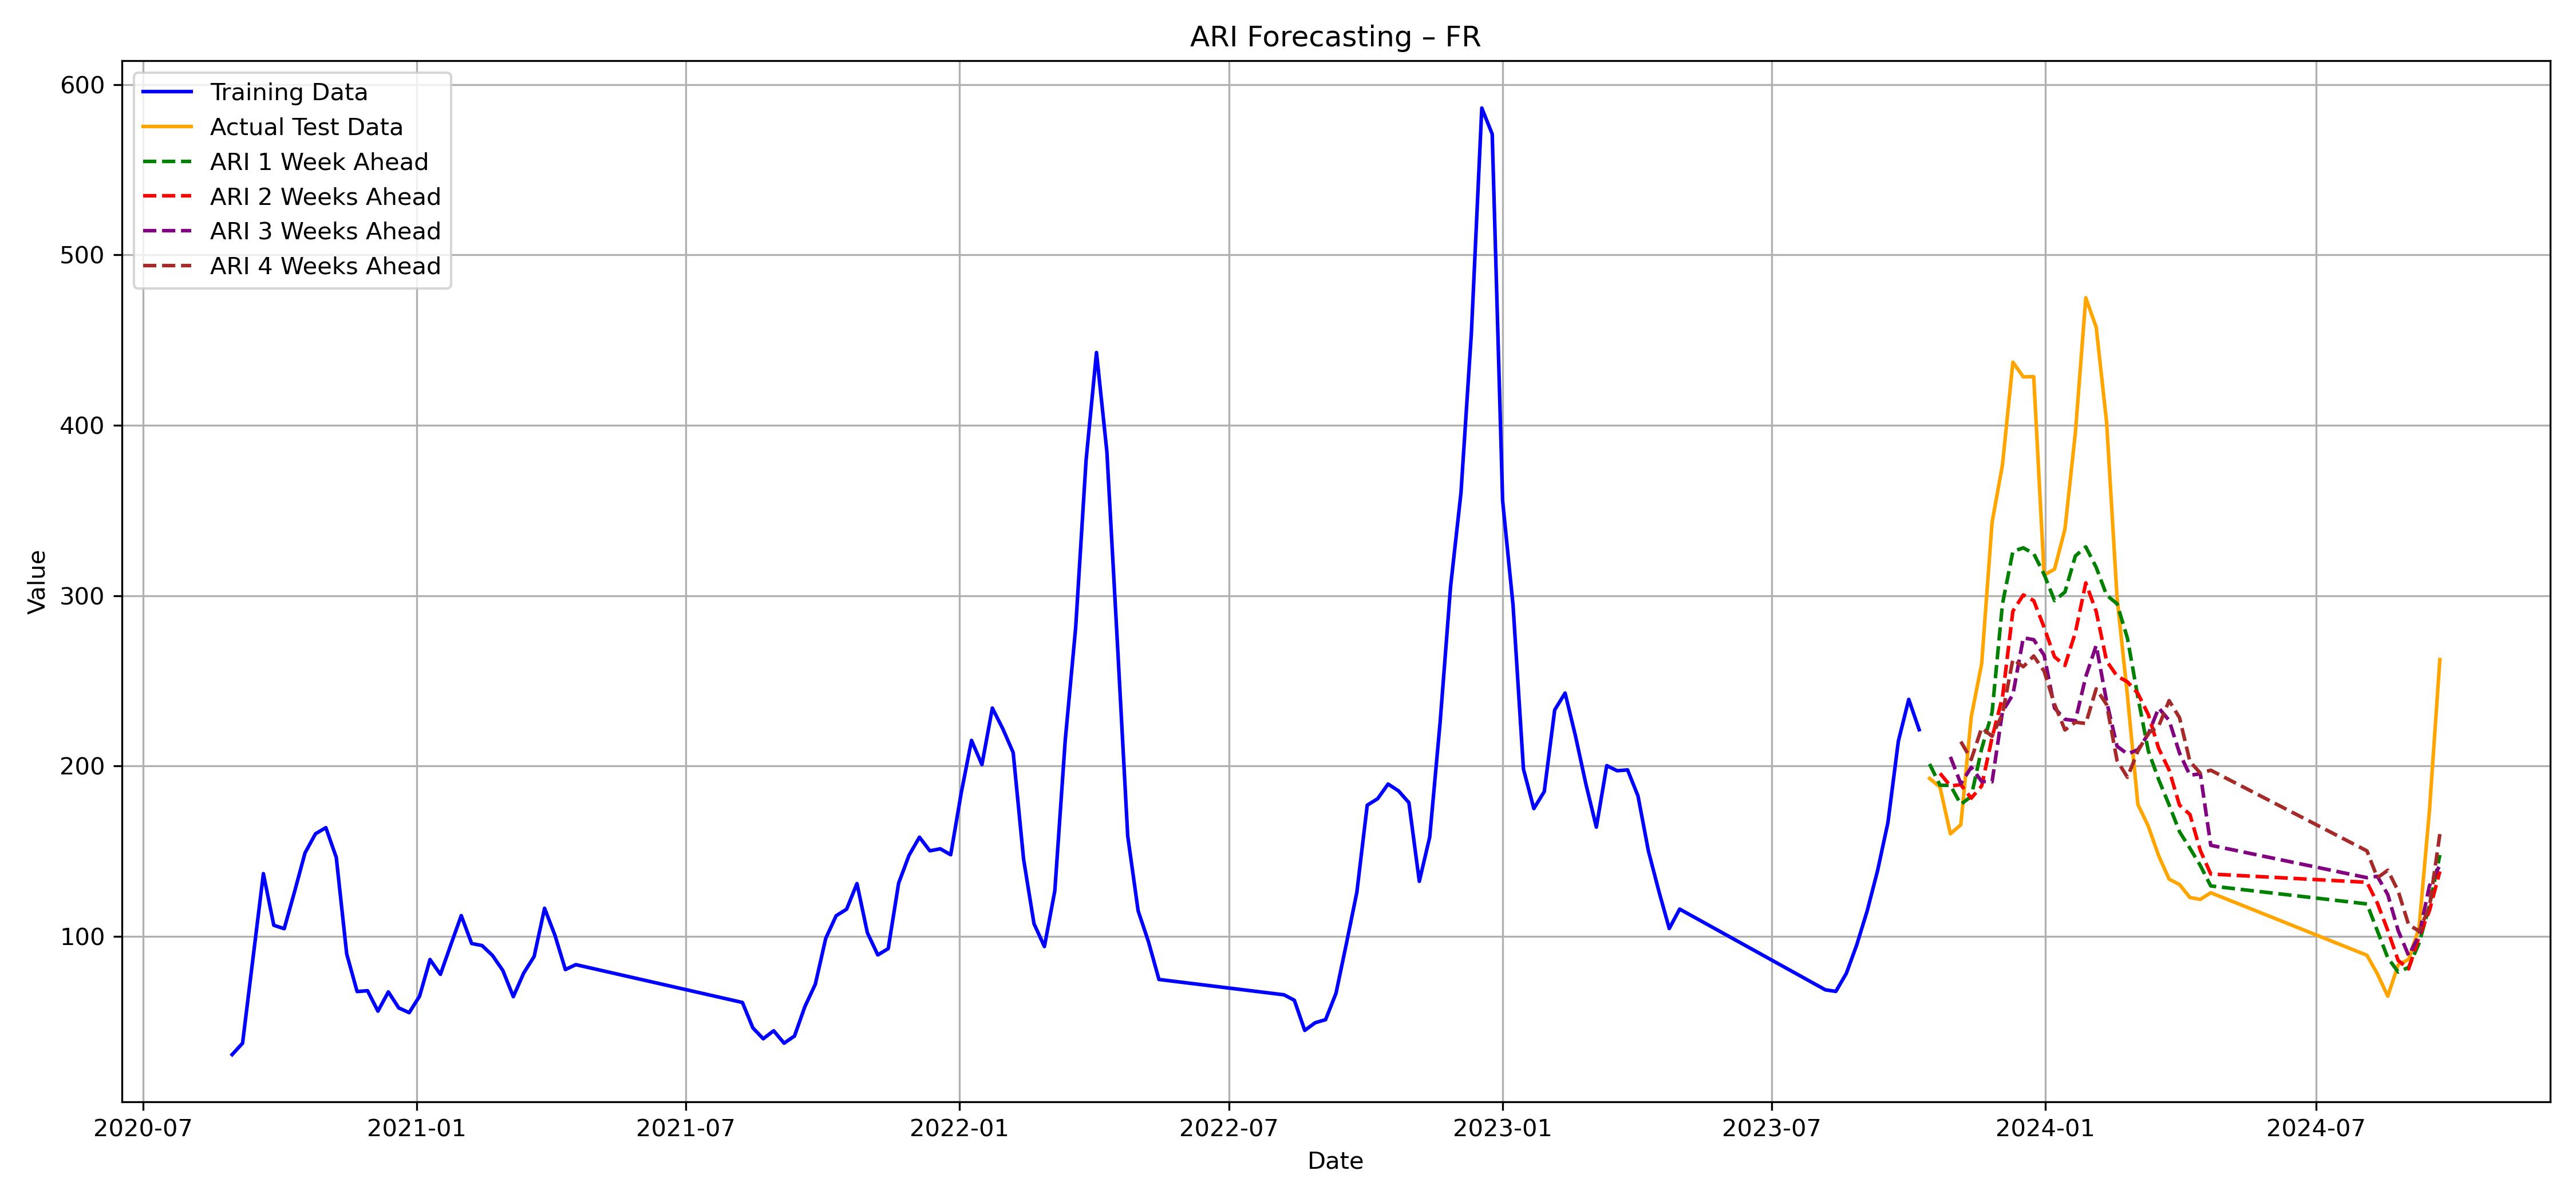 ARI Forecasting – FR
600
500
400
300
200
100
Value
Training Data
Actual Test Data
ARI 1 Week Ahead
ARI 2 Weeks Ahead
ARI 3 Weeks Ahead
ARI 4 Weeks Ahead
2020-07 2021-01 2021-07 2022-01 2022-07 2023-01 2023-07 2024-01 2024-07
Date